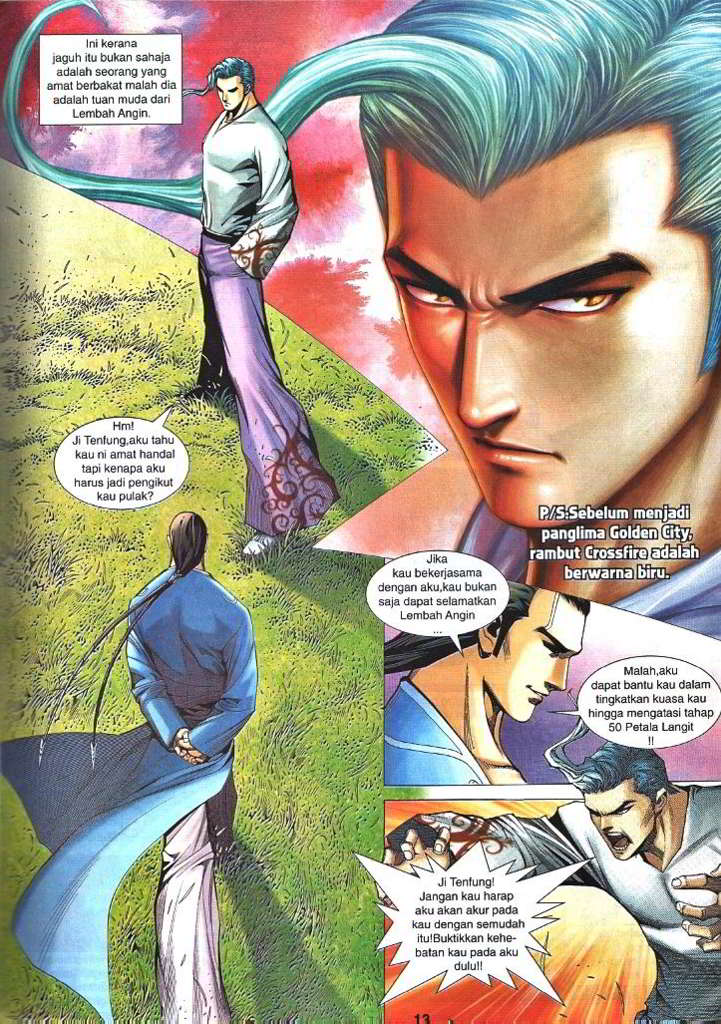 Ini kerana
jaguh itu bukan sahaja
adalah seorang yang
amat berbakat malah dia
adalah tuan muda dari
Lembah Angin.
Hm!
Ji Tenfung,aku tahu
kau ni amat handal
tapi kenapa aku
harus jadi pengikut
kau pulak?
P/S.Sebelum menjadi
panglima Golden City,
rambut Crossfire adalah
berwarna biru.
Jika
kau bekerjasama
dengan aku,kau bukan
saja dapat selamatkan
Lembah Angin
...
Malah,aku
dapat bantu kau dalam
tingkatkan kuasa kau
hingga mengatasi tahap
50 Petala Langit
!!
Ji Tenfung!
Jangan kau harap
aku akan akur pada
kau dengan semudah
itu!Buktikkan kehe-
batan kau pada aku
dulu!!
13